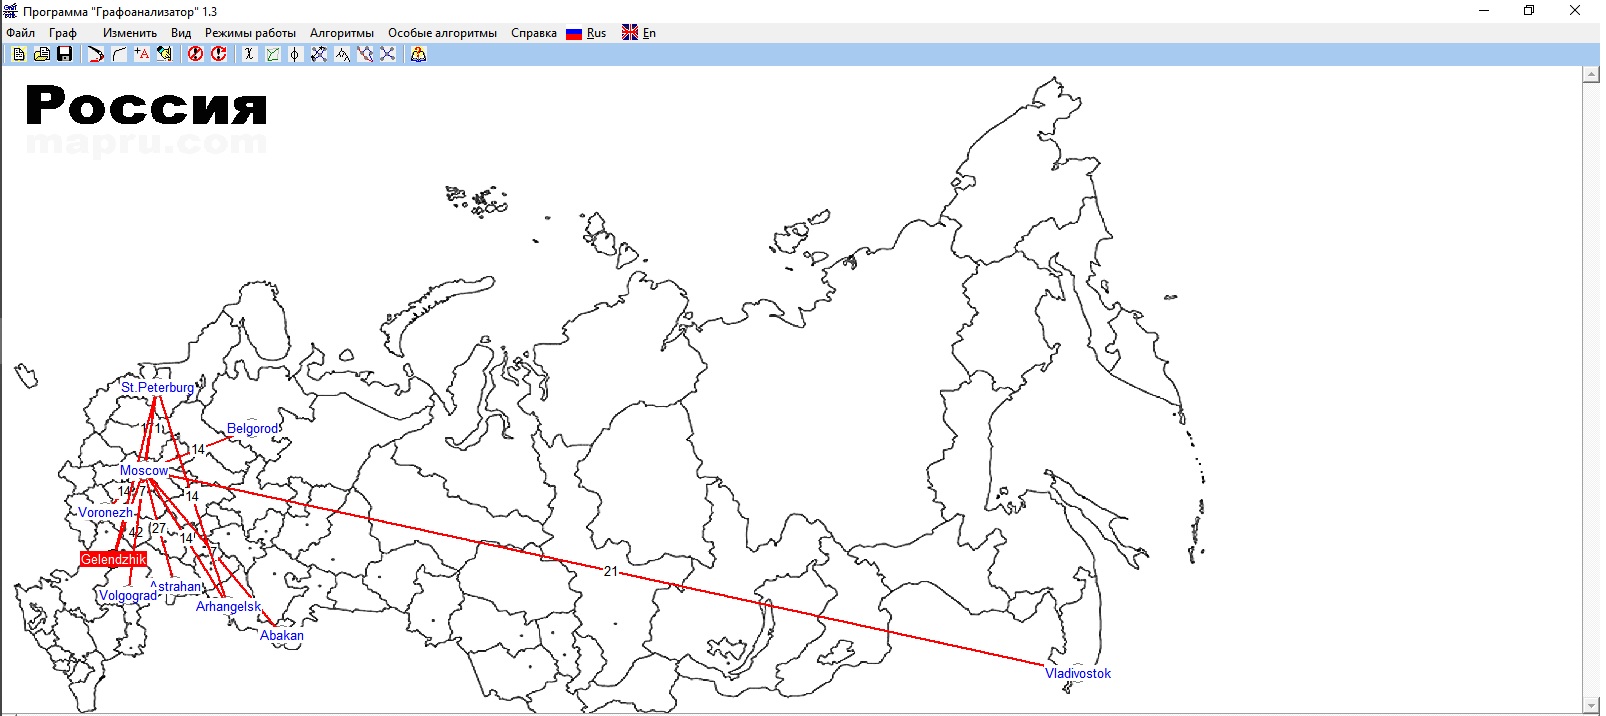 Программа "Графоанализатор" 1.3
Файл Граф Изменить Вид Режимы работы Алгоритмы Особые алгоритмы Справка Rus En
Россия
mapru.com
St.Peterburg
Belgorod
14
Moscow
14 7 14
Voronezh
21
42 27 14
7
Gelendzhik
Astrahan
Volgograd
Arhangelsk
Abakan
Vladivostok